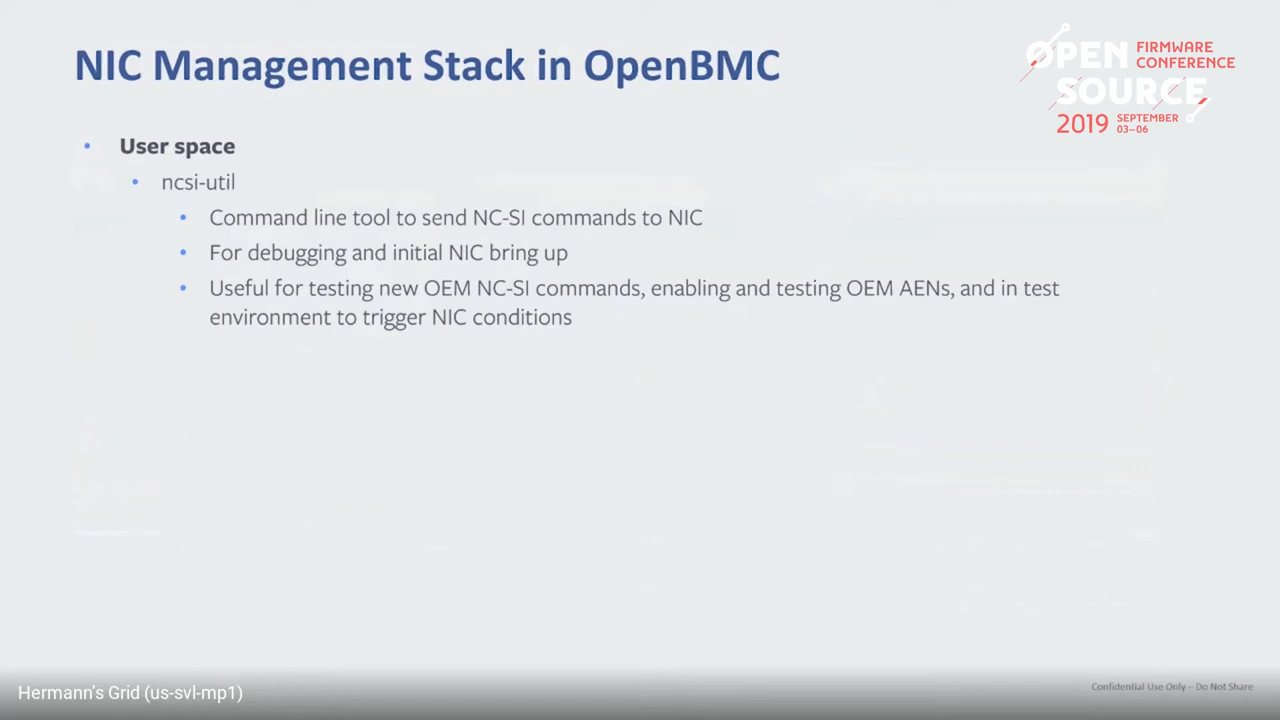 NIC Management Stack in OpenBMC
OPEN SOURCE
FIRMWARE
CONFERENCE
2019
SEPTEMBER
03–06
• User space
• ncsi-util
• Command line tool to send NC-SI commands to NIC
• For debugging and initial NIC bring up
• Useful for testing new OEM NC-SI commands, enabling and testing OEM AENs, and in test
environment to trigger NIC conditions
Hermann's Grid (us-svl-mp1)
Confidential Use Only – Do Not Share